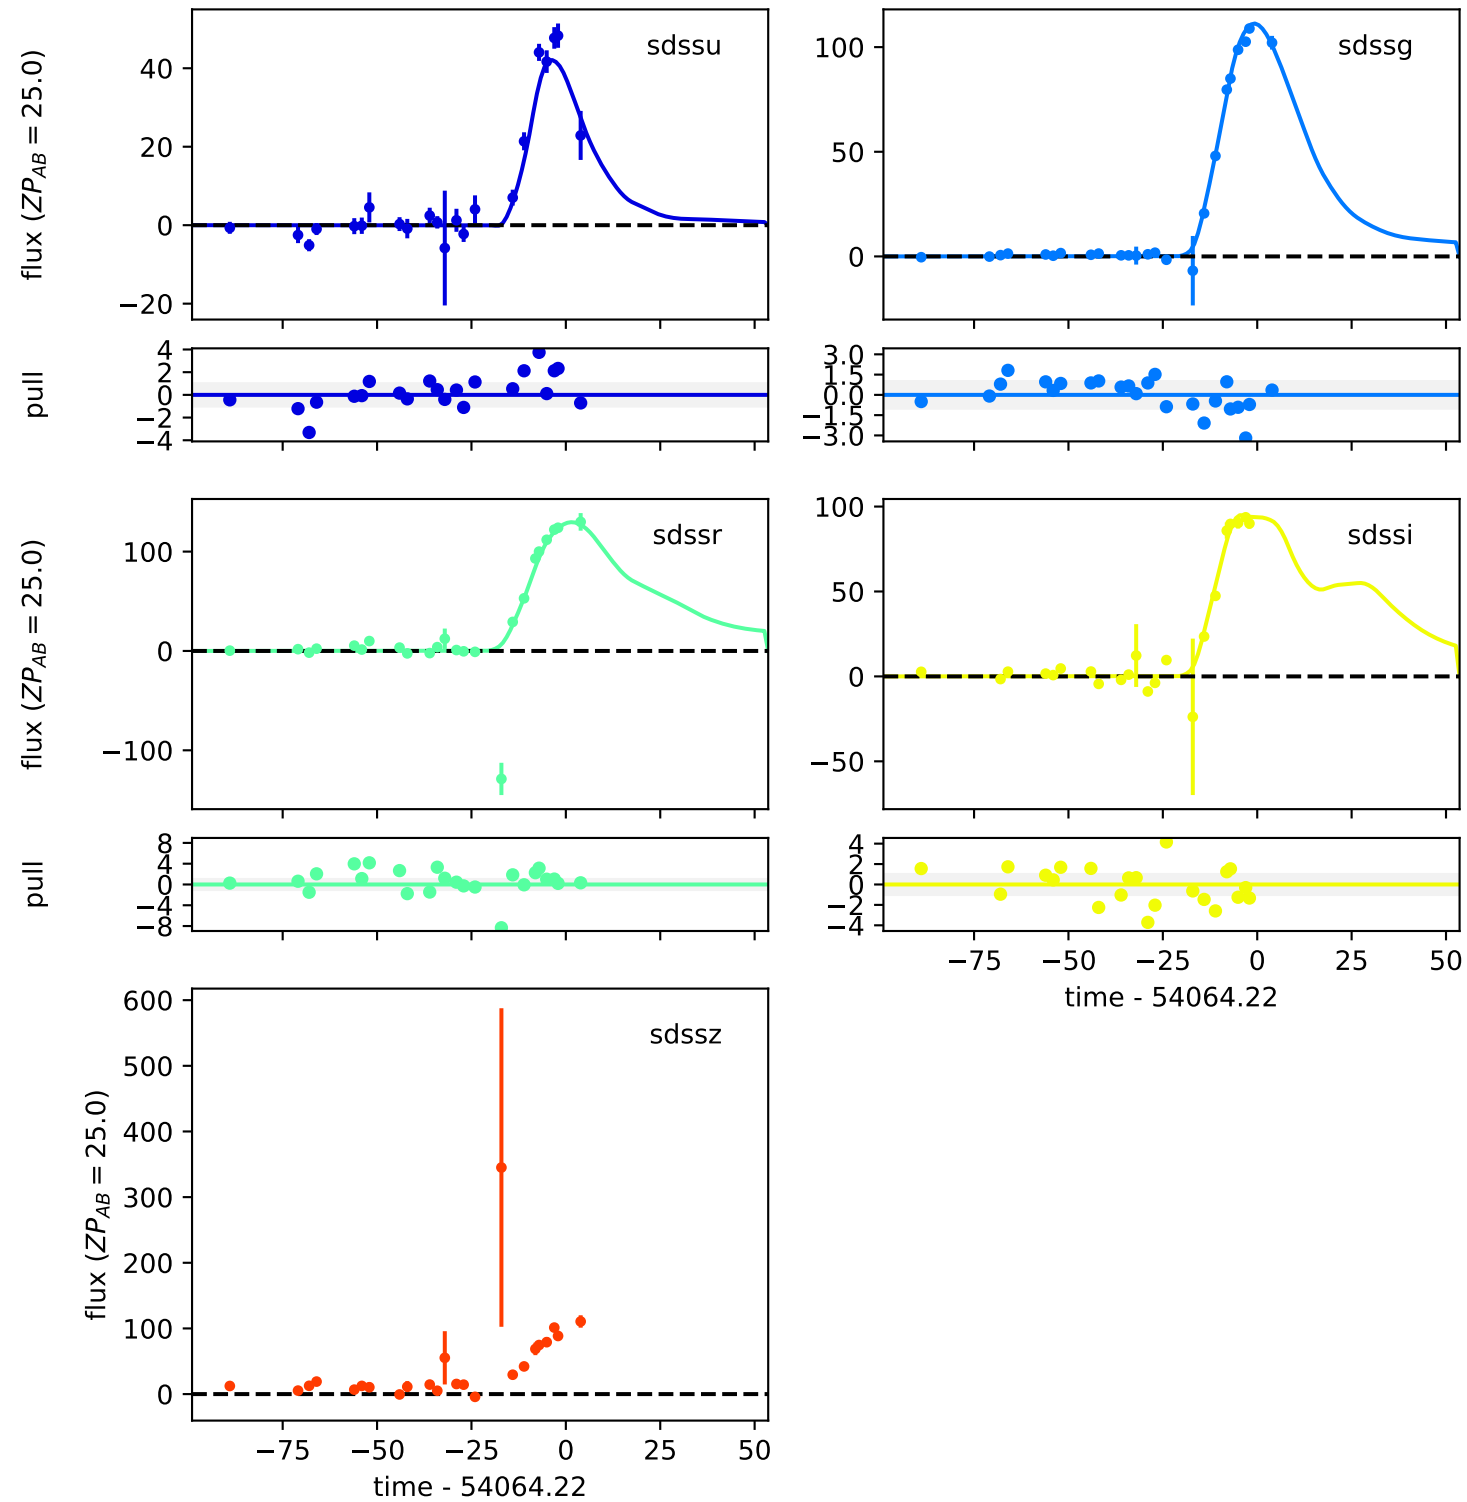 flux (ZP_AB = 25.0)
40
20
0
−20
sdssu
100
50
0
sdssg
pull
4
2
0
−2
−4
3.0
1.5
0.0
−1.5
−3.0
flux (ZP_AB = 25.0)
100
0
−100
sdssr
100
50
0
−50
sdssi
pull
8
4
0
−4
−8
4
2
0
−2
−4
−75 −50 −25 0 25 50
time - 54064.22
flux (ZP_AB = 25.0)
600
500
400
300
200
100
0
sdssz
−75 −50 −25 0 25 50
time - 54064.22